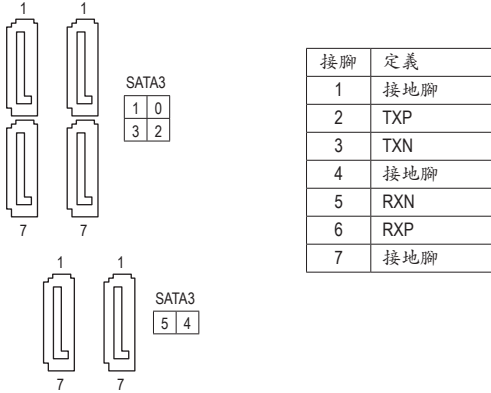 1 1
SATA3
1 0
3 2
7 7
1 1
SATA3
5 4
7 7
接腳 定義
1 接地腳
2 TXP
3 TXN
4 接地腳
5 RXN
6 RXP
7 接地腳